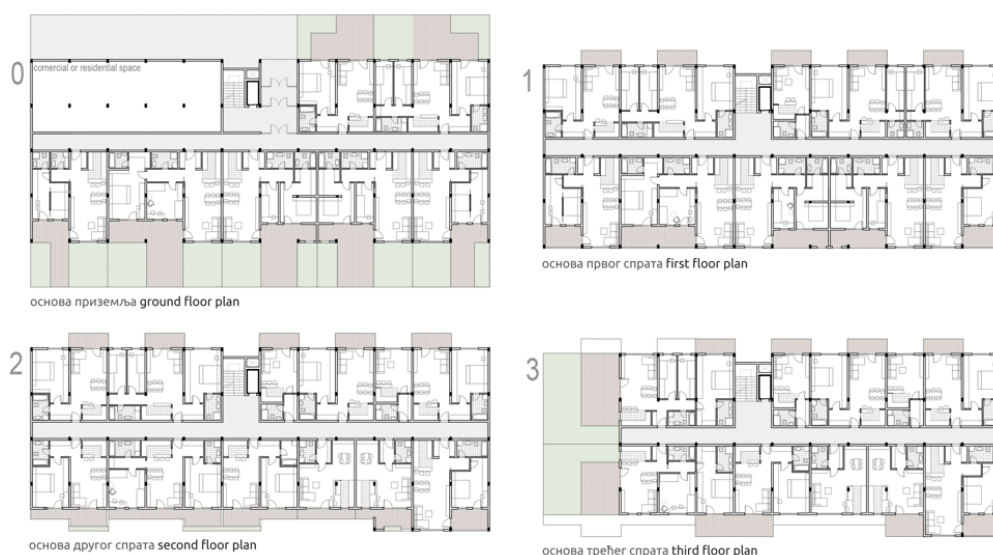 0
comercial or residential space
основа приземља ground floor plan
1
основа првог спрата first floor plan
2
основа другог спрата second floor plan
3
основа трећег спрата third floor plan